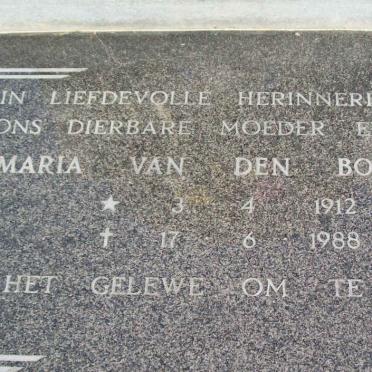 IN LIEFDEVOLLE HERINNER
ONS DIERBARE MOEDER E
MARIA VAN DEN BO
★ 3 4 1912
✝ 17 6 1988
HET GELEWE OM TE